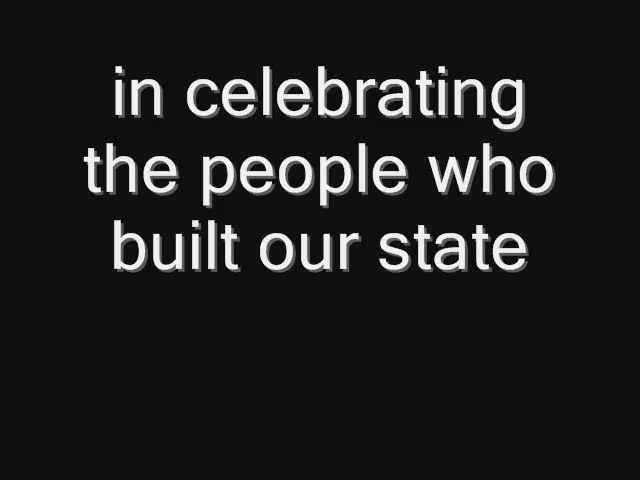 in celebrating
the people who
built our state